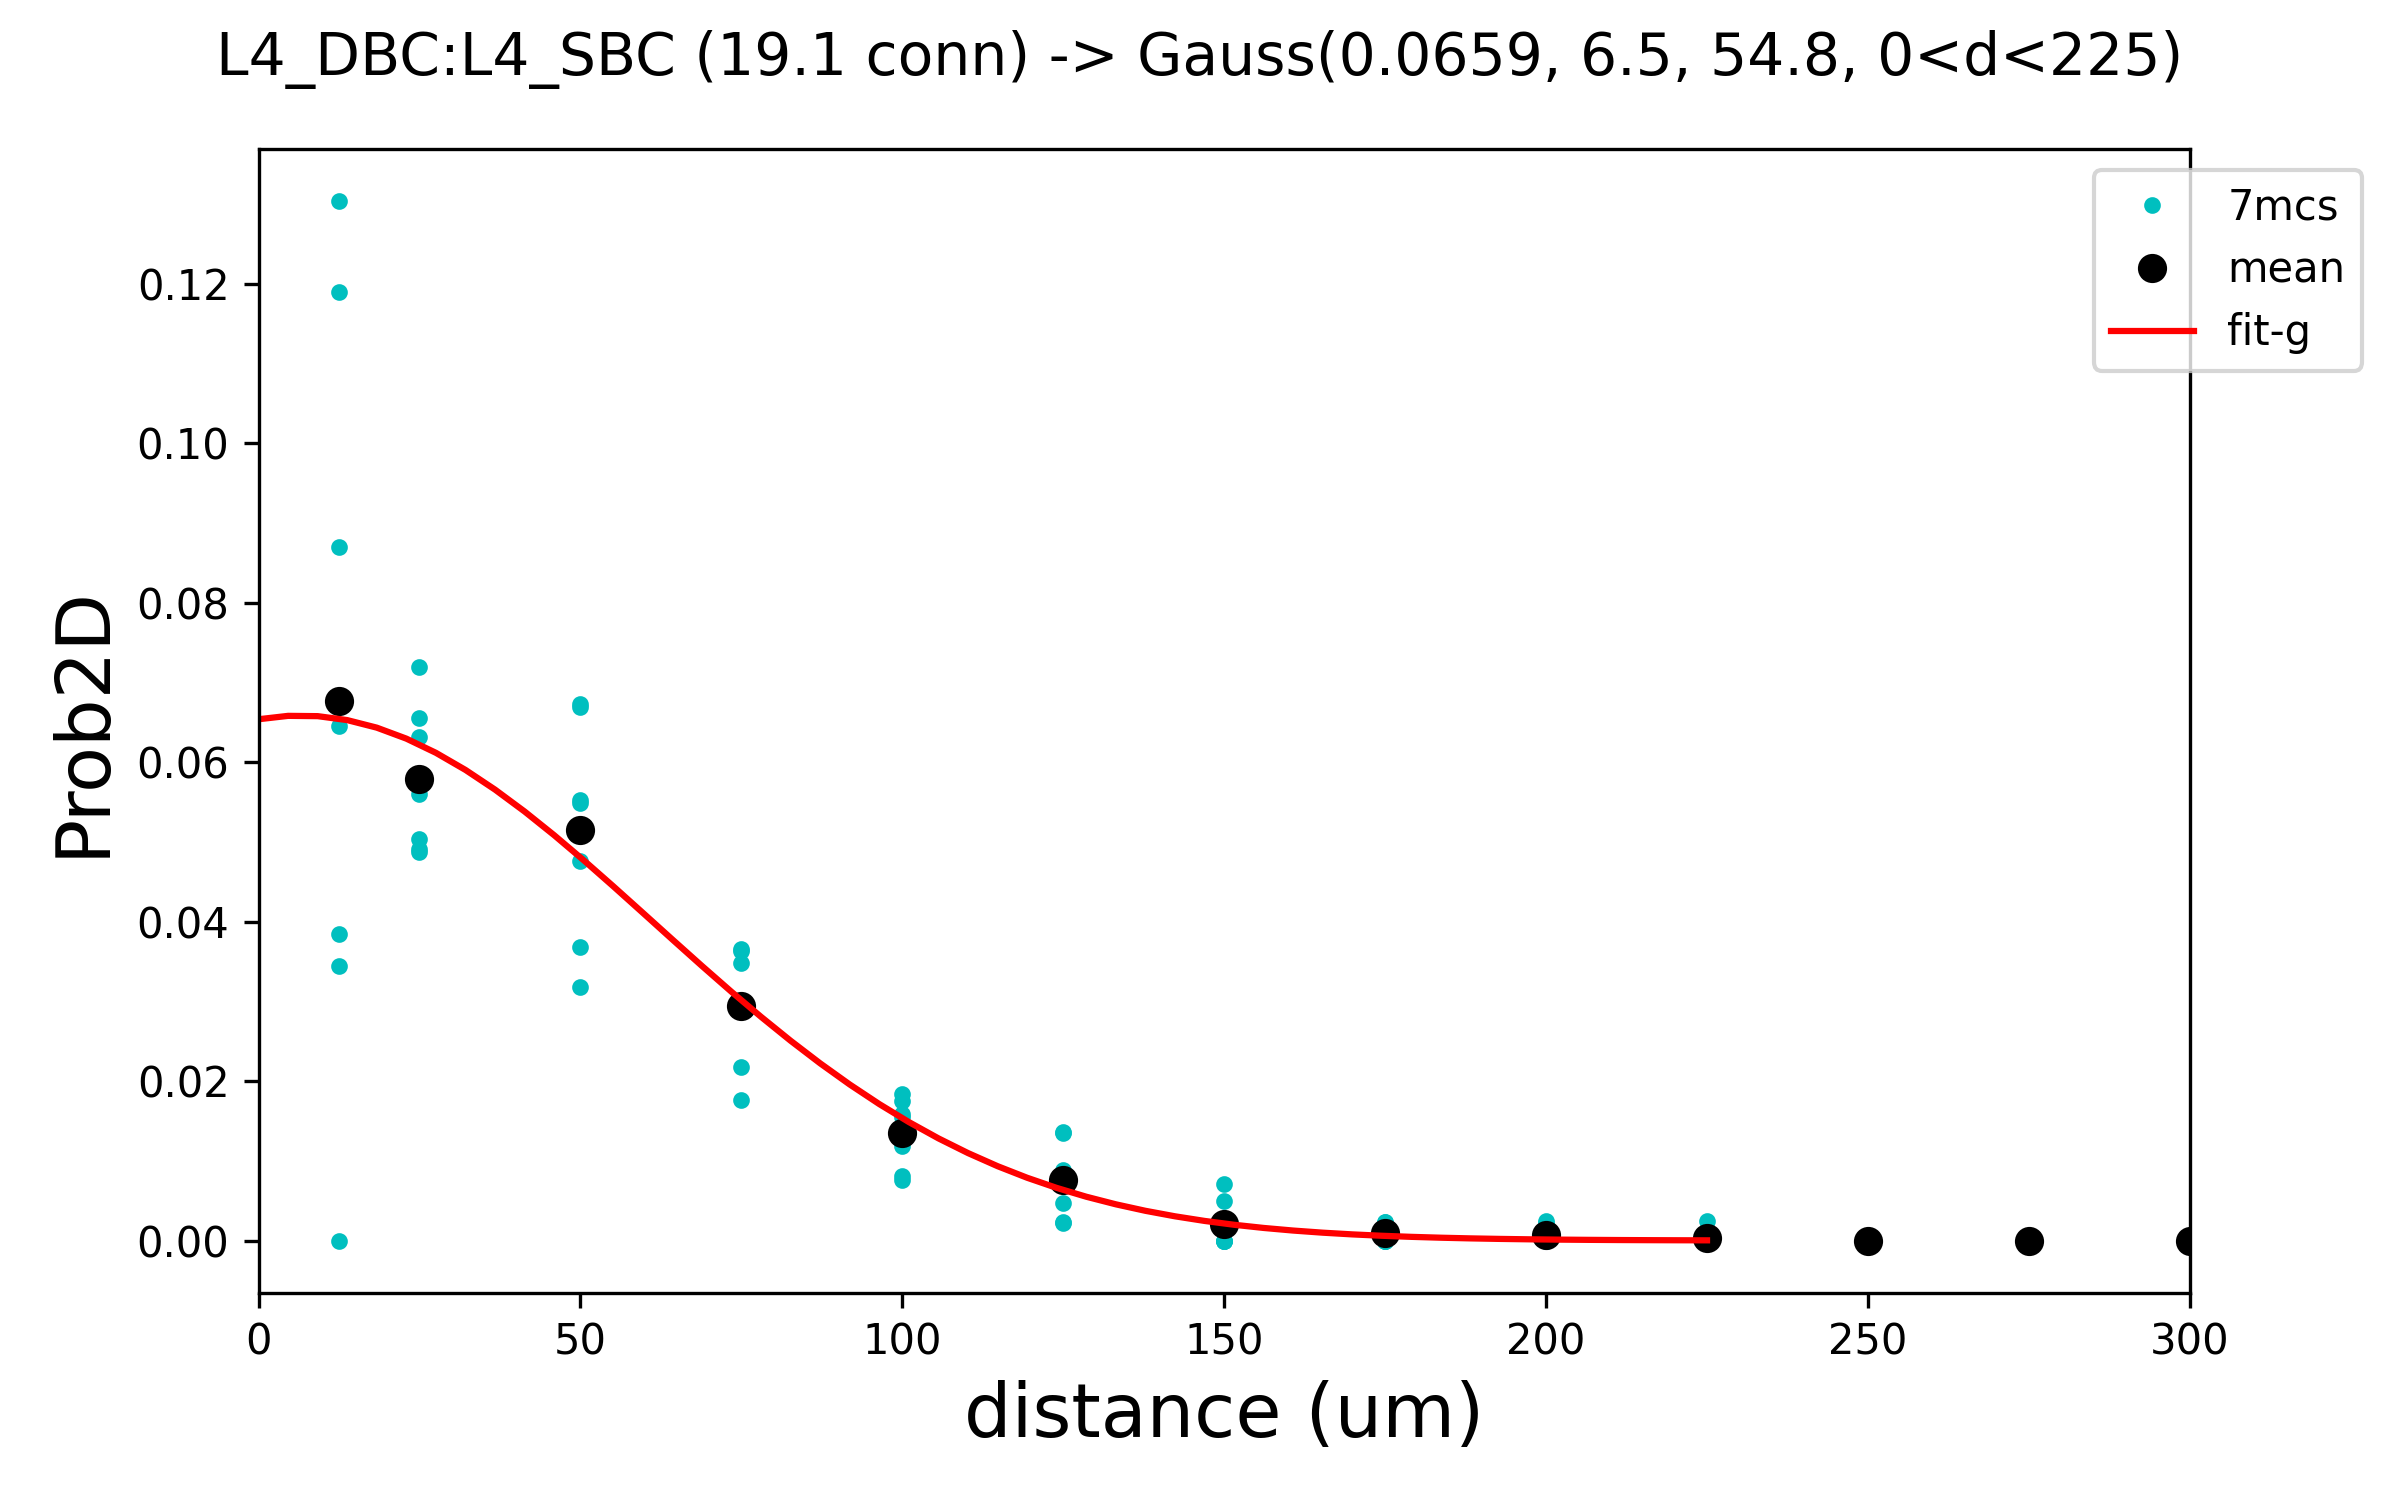 L4_DBC:L4_SBC (19.1 conn) -> Gauss(0.0659, 6.5, 54.8, 0<d<225)
7mcs
mean
fit-g
Prob2D
0.12
0.10
0.08
0.06
0.04
0.02
0.00
0 50 100 150 200 250 300
distance (um)